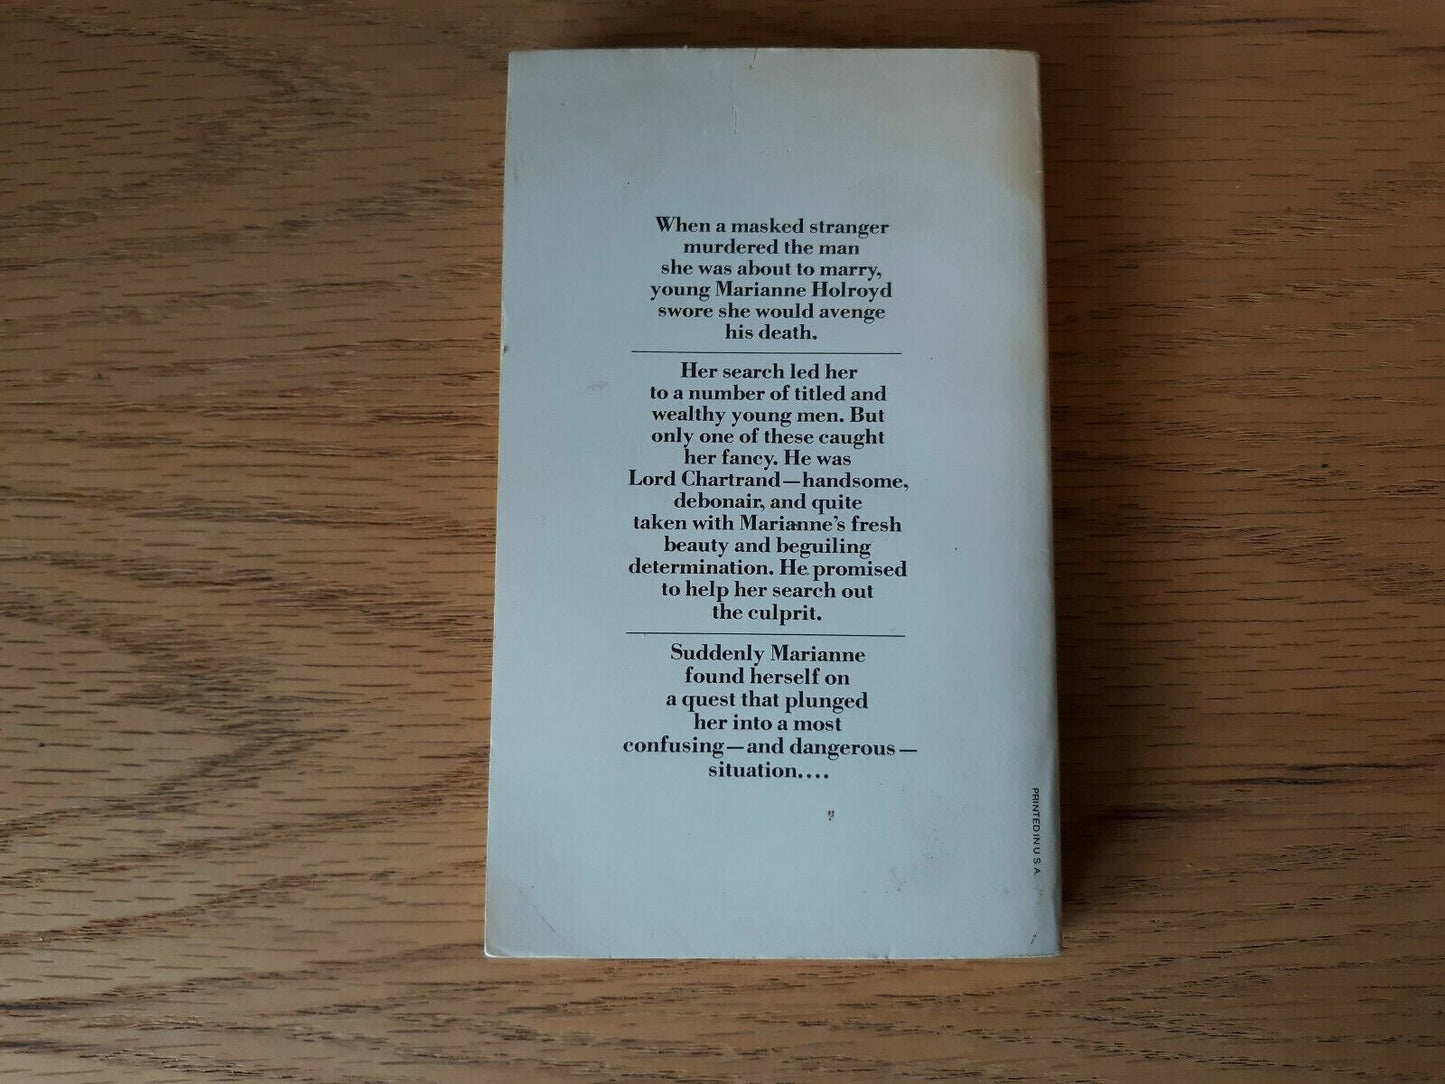 When a masked stranger
murdered the man
she was about to marry,
young Marianne Holroyd
swore she would avenge
his death.
Her search led her
to a number of titled and
wealthy young men. But
only one of these caught
her fancy. He was
Lord Chartrand—handsome,
debonair, and quite
taken with Marianne's fresh
beauty and beguiling
determination. He promised
to help her search out
the culprit.
Suddenly Marianne
found herself on
a quest that plunged
her into a most
confusing—and dangerous—
situation....
PRINTED IN U.S.A.